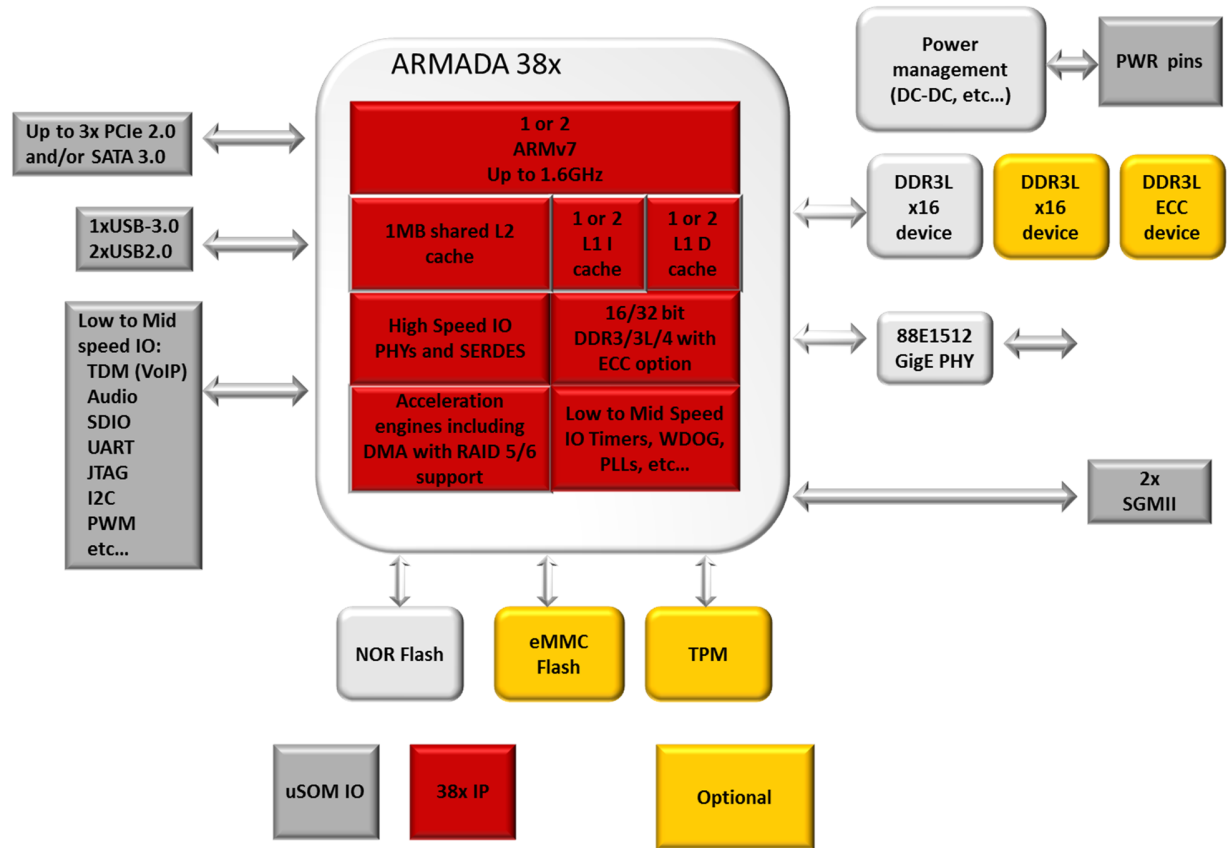 ARMADA 38x
Power
management
(DC-DC, etc...)
PWR pins
Up to 3x PCIe 2.0
and/or SATA 3.0
1 or 2
ARMv7
Up to 1.6GHz
DDR3L
x16
device
DDR3L
x16
device
DDR3L
ECC
device
1xUSB-3.0
2xUSB2.0
1MB shared L2
cache
1 or 2
L1 I
cache
1 or 2
L1 D
cache
Low to Mid
speed IO:
TDM (VoIP)
Audio
SDIO
UART
JTAG
I2C
PWM
etc...
High Speed IO
PHYs and SERDES
16/32 bit
DDR3/3L/4 with
ECC option
88E1512
GigE PHY
Acceleration
engines including
DMA with RAID 5/6
support
Low to Mid Speed
IO Timers, WDOG,
PLLs, etc...
2x
SGMII
NOR Flash
eMMC
Flash
TPM
uSOM IO
38x IP
Optional